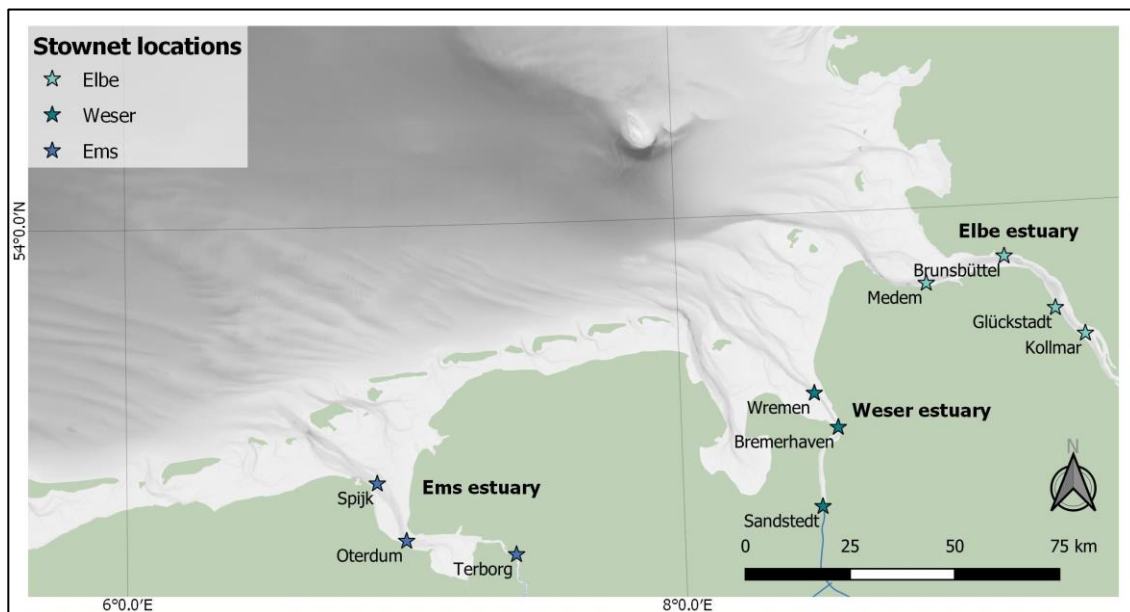 Stownet locations
Elbe
Weser
Ems
54°0.0'N
Elbe estuary
Brunsbüttel
Medem
Glückstadt
Kollmar
Wremen
Weser estuary
Bremerhaven
N
Spijk
Ems estuary
Sandstedt
Oterdum
Terborg
0 25 50 75 km
6°0.0'E
8°0.0'E